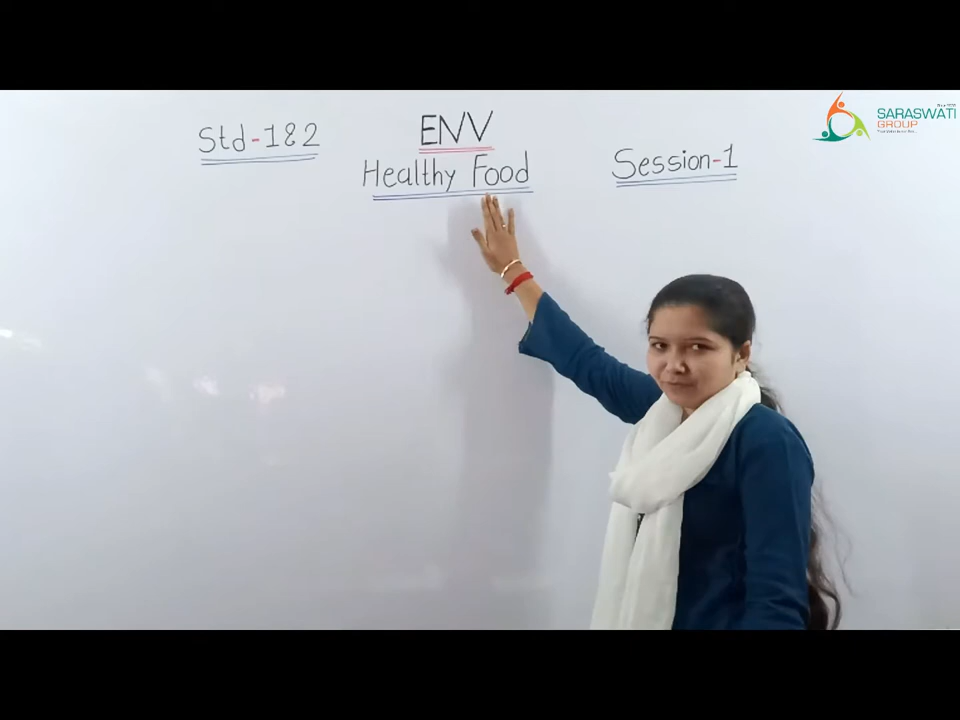 Std-1&2
ENV
Healthy Food
Session-1
SARASWATI
GROUP